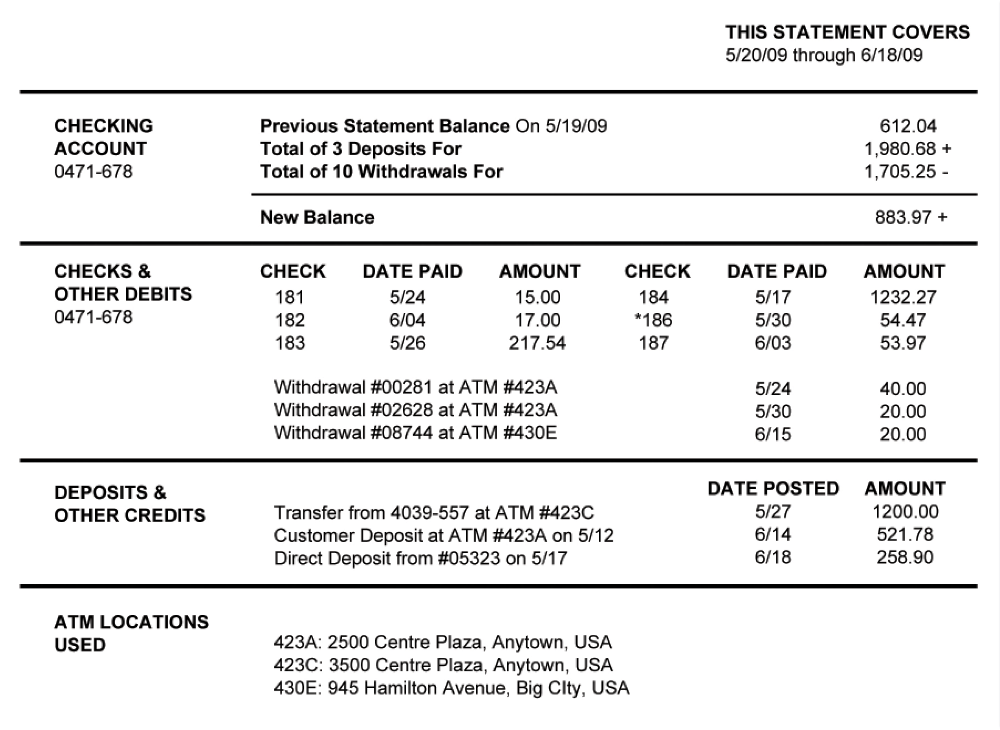 THIS STATEMENT COVERS
5/20/09 through 6/18/09
CHECKING
ACCOUNT
0471-678
Previous Statement Balance On 5/19/09 612.04
Total of 3 Deposits For 1,980.68 +
Total of 10 Withdrawals For 1,705.25 -
New Balance 883.97 +
CHECKS &
OTHER DEBITS
0471-678
CHECK DATE PAID AMOUNT CHECK DATE PAID AMOUNT
181 5/24 15.00 184 5/17 1232.27
182 6/04 17.00 *186 5/30 54.47
183 5/26 217.54 187 6/03 53.97
Withdrawal #00281 at ATM #423A 5/24 40.00
Withdrawal #02628 at ATM #423A 5/30 20.00
Withdrawal #08744 at ATM #430E 6/15 20.00
DEPOSITS &
OTHER CREDITS
DATE POSTED AMOUNT
Transfer from 4039-557 at ATM #423C 5/27 1200.00
Customer Deposit at ATM #423A on 5/12 6/14 521.78
Direct Deposit from #05323 on 5/17 6/18 258.90
ATM LOCATIONS
USED
423A: 2500 Centre Plaza, Anytown, USA
423C: 3500 Centre Plaza, Anytown, USA
430E: 945 Hamilton Avenue, Big CIty, USA